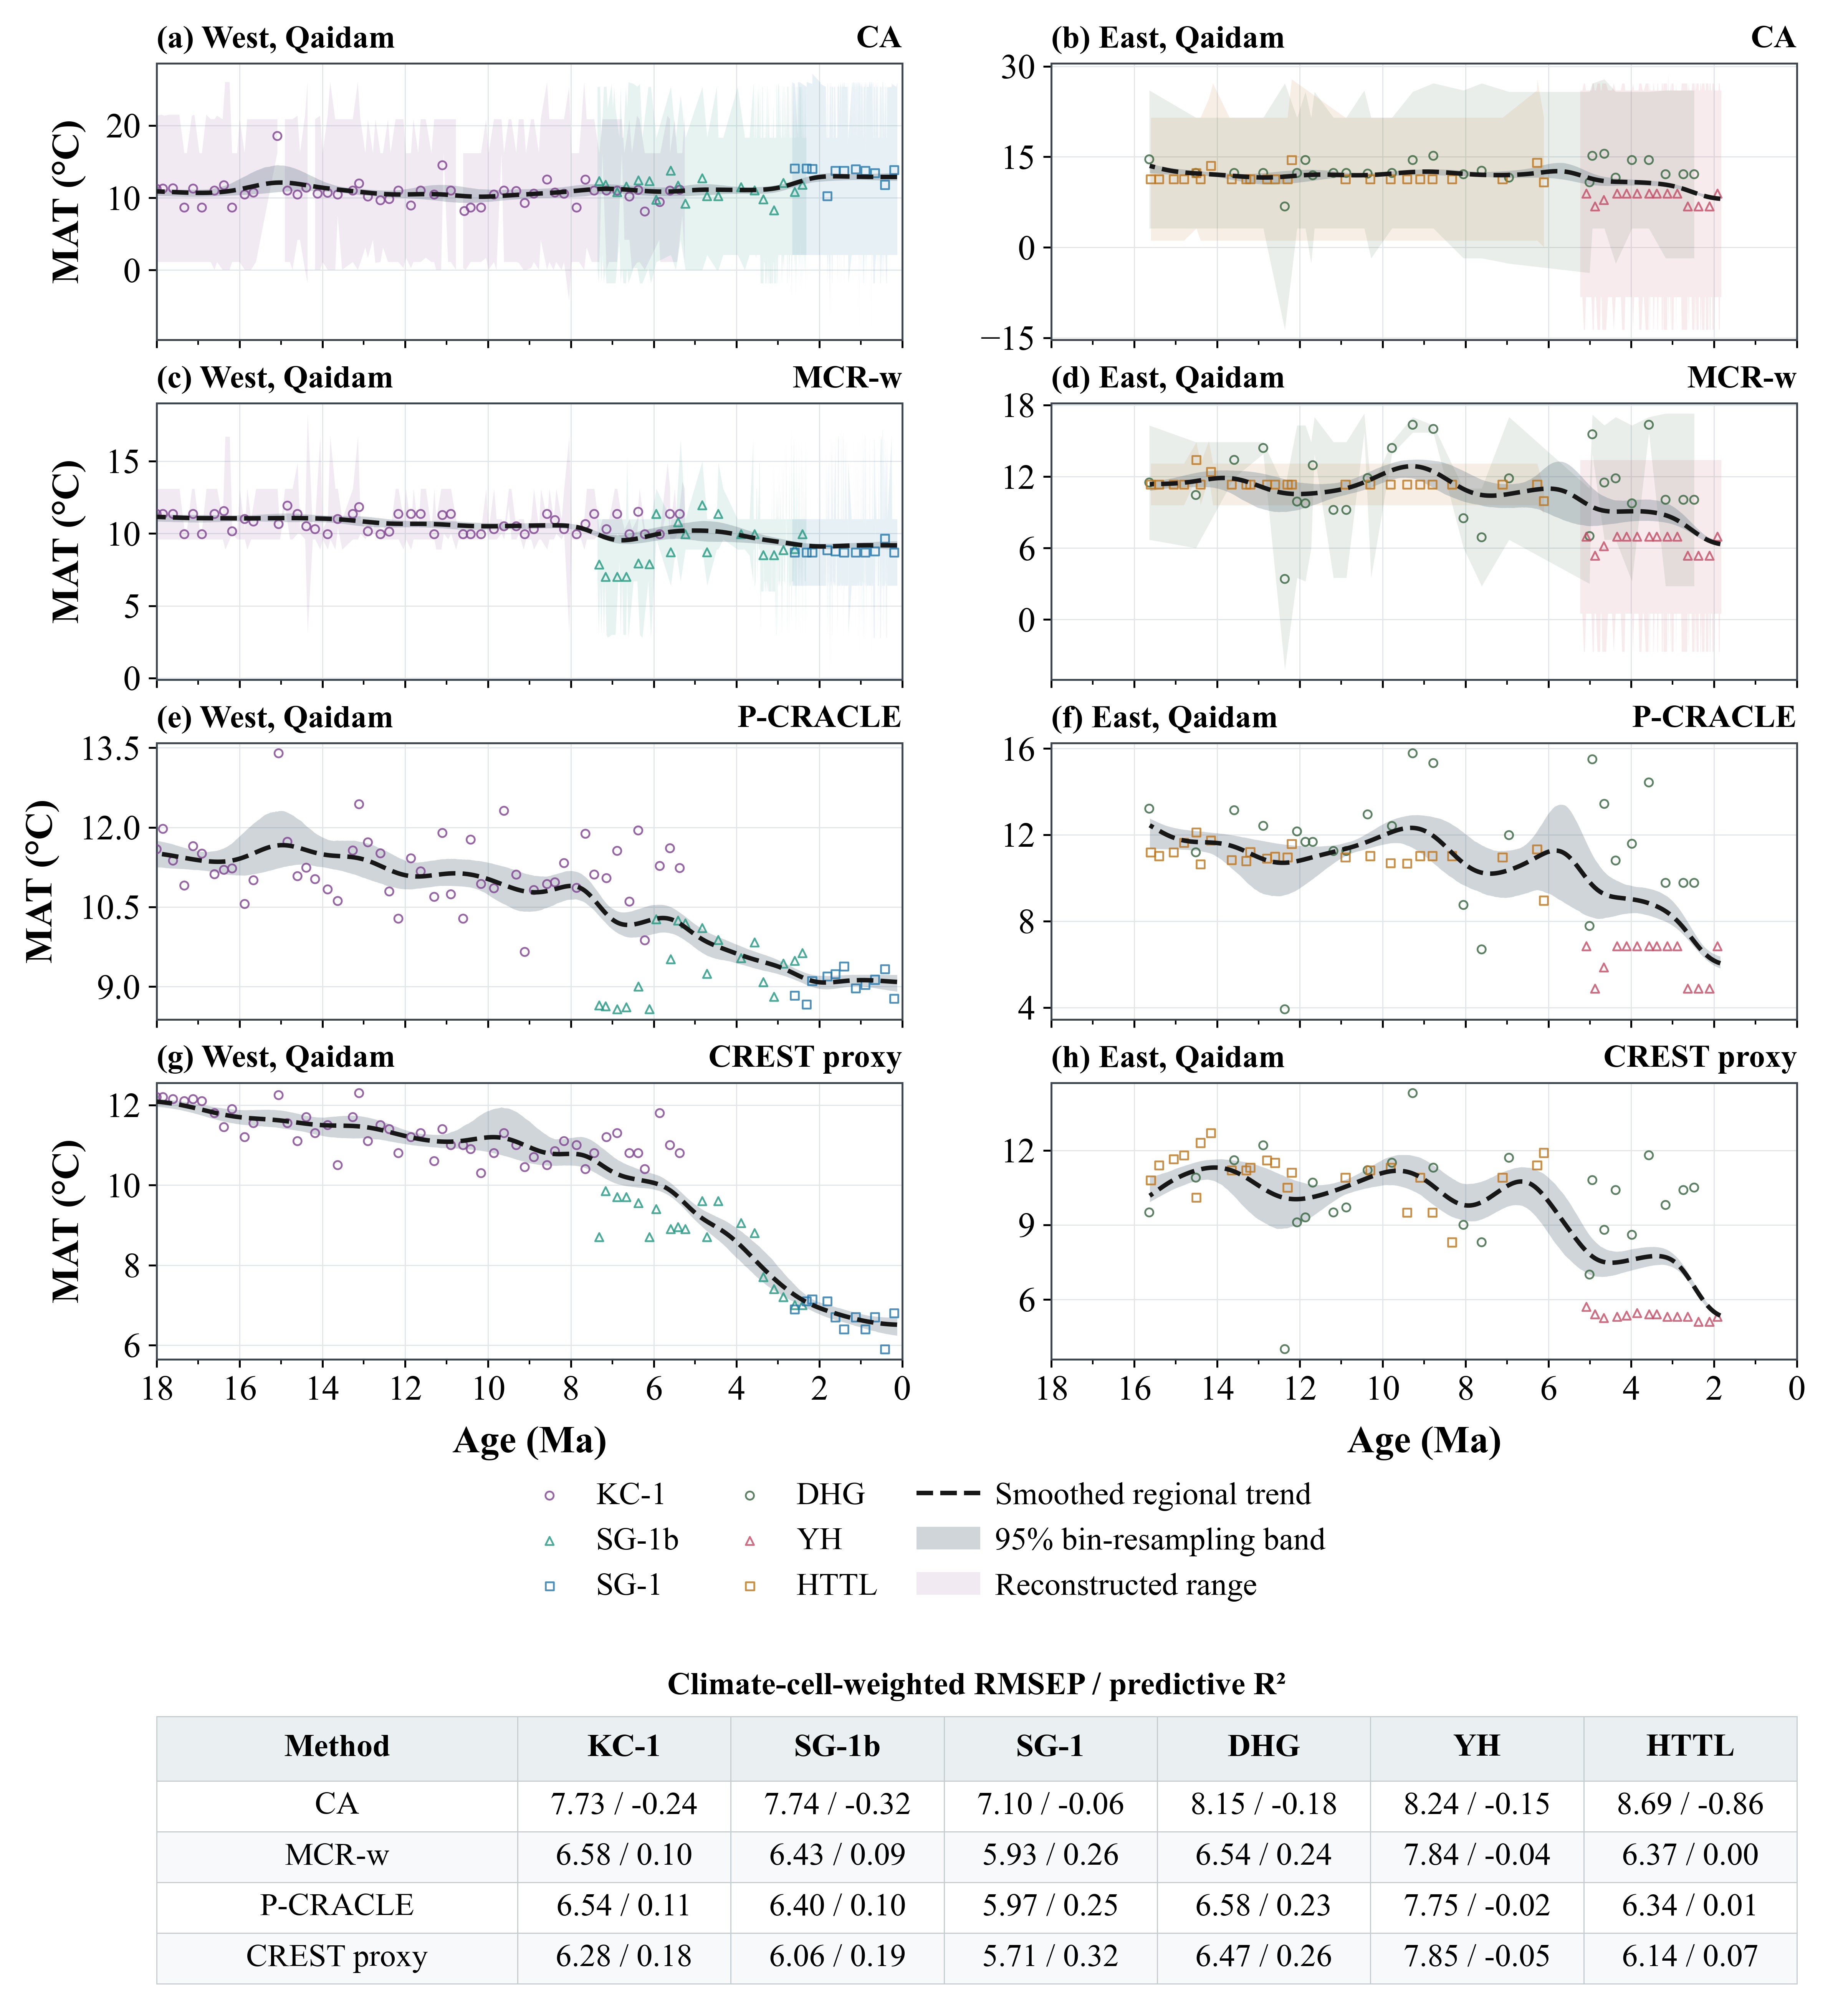 (a) West, Qaidam CA
MAT (°C)
20
10
0
(b) East, Qaidam CA
30
15
0
−15
(c) West, Qaidam MCR-w
MAT (°C)
15
10
5
0
(d) East, Qaidam MCR-w
18
12
6
0
(e) West, Qaidam P-CRACLE
MAT (°C)
13.5
12.0
10.5
9.0
(f) East, Qaidam P-CRACLE
16
12
8
4
(g) West, Qaidam CREST proxy
MAT (°C)
12
10
8
6
18 16 14 12 10 8 6 4 2 0
Age (Ma)
(h) East, Qaidam CREST proxy
12
9
6
18 16 14 12 10 8 6 4 2 0
Age (Ma)
KC-1 DHG Smoothed regional trend
SG-1b YH 95% bin-resampling band
SG-1 HTTL Reconstructed range
Climate-cell-weighted RMSEP / predictive R²
Method KC-1 SG-1b SG-1 DHG YH HTTL
CA 7.73 / -0.24 7.74 / -0.32 7.10 / -0.06 8.15 / -0.18 8.24 / -0.15 8.69 / -0.86
MCR-w 6.58 / 0.10 6.43 / 0.09 5.93 / 0.26 6.54 / 0.24 7.84 / -0.04 6.37 / 0.00
P-CRACLE 6.54 / 0.11 6.40 / 0.10 5.97 / 0.25 6.58 / 0.23 7.75 / -0.02 6.34 / 0.01
CREST proxy 6.28 / 0.18 6.06 / 0.19 5.71 / 0.32 6.47 / 0.26 7.85 / -0.05 6.14 / 0.07